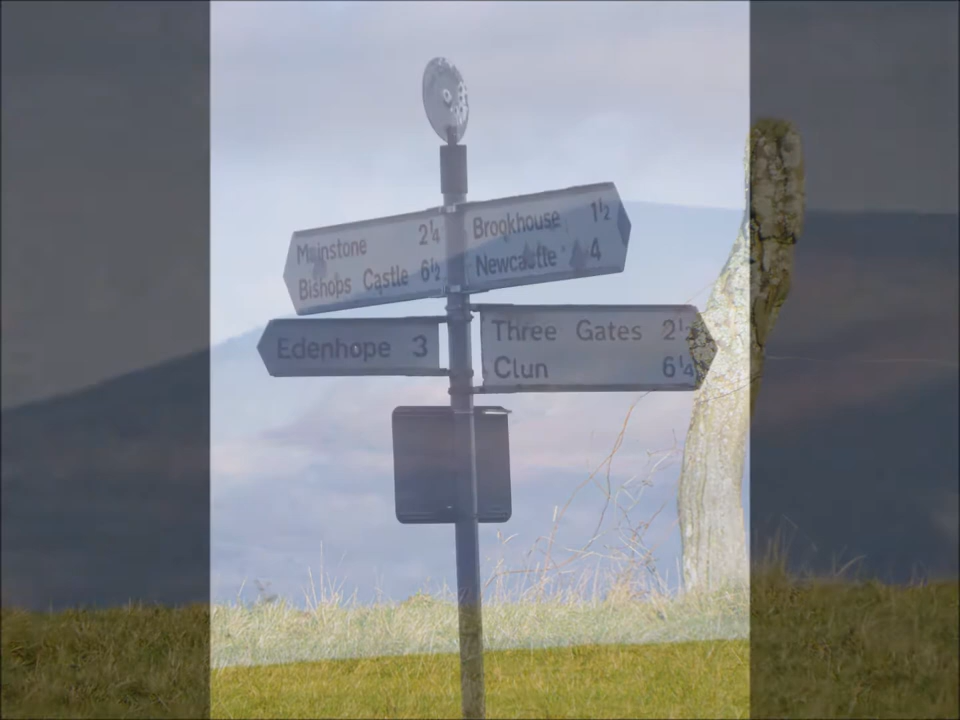 Mainstone 2¼
Bishops Castle 6½
Brookhouse 1½
Newcastle 4
Edenhope 3
Three Gates 2½
Clun 6¼